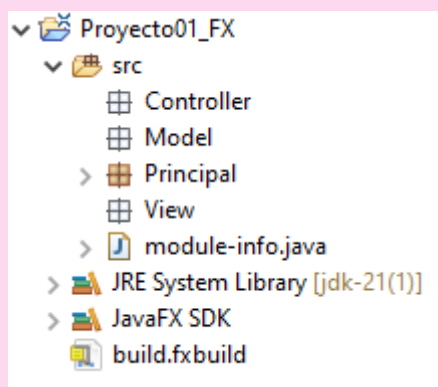 Proyecto01_FX
src
Controller
Model
Principal
View
module-info.java
JRE System Library [jdk-21(1)]
JavaFX SDK
build.fxbuild